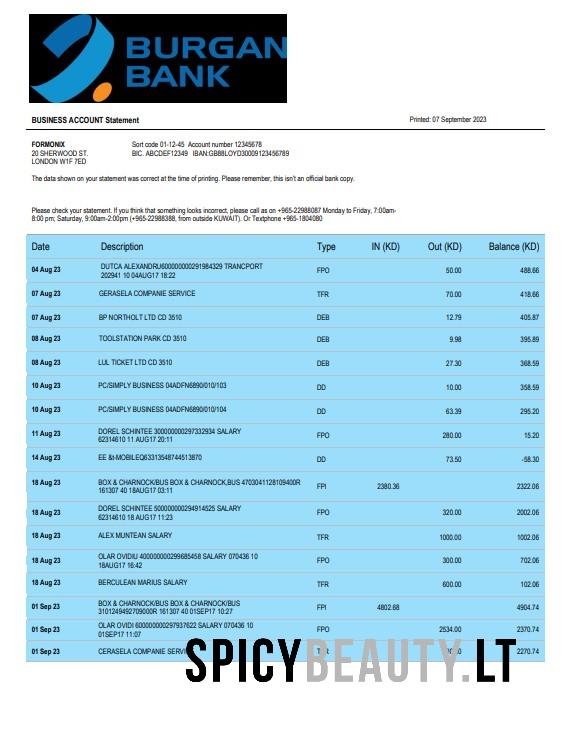 BURGAN
BANK
BUSINESS ACCOUNT Statement Printed: 07 September 2023
FORMONIX Sort code 01-12-45 Account number 12345678
20 SHERWOOD ST. BIC. ABCDEF12349 IBAN:GB88LOYD30009123456789
LONDON W1F 7ED
The data shown on your statement was correct at the time of printing. Please remember, this isn't an official bank copy.
Please check your statement. If you think that something looks incorrect, please call as on +965-22988087 Monday to Friday, 7:00am-
8:00 pm; Saturday, 9:00am-2:00pm (+965-22988388, from outside KUWAIT). Or Textphone +965-1804080
Date Description Type IN (KD) Out (KD) Balance (KD)
04 Aug 23 DUTCA ALEXANDRU6000000000291984329 TRANCPORT FPO 50.00 488.66
202941 10 04AUG17 18:22
07 Aug 23 GERASELA COMPANIE SERVICE TFR 70.00 418.66
07 Aug 23 BP NORTHOLT LTD CD 3510 DEB 12.79 405.87
08 Aug 23 TOOLSTATION PARK CD 3510 DEB 9.98 395.89
08 Aug 23 LUL TICKET LTD CD 3510 DEB 27.30 368.59
10 Aug 23 PC/SIMPLY BUSINESS 04ADFN6890/010/103 DD 10.00 358.59
10 Aug 23 PC/SIMPLY BUSINESS 04ADFN6890/010/104 DD 63.39 295.20
11 Aug 23 DOREL SCHINTEE 300000000297332934 SALARY FPO 280.00 15.20
62314610 11 AUG17 20:11
14 Aug 23 EE &t-MOBILEQ63313548744513870 DD 73.50 -58.30
18 Aug 23 BOX & CHARNOCK/BUS BOX & CHARNOCK,BUS 4703041128109400R FPI 2380.36 2322.06
161307 40 18AUG17 03:11
18 Aug 23 DOREL SCHINTEE 500000000294914525 SALARY FPO 320.00 2002.06
62314610 18 AUG17 11:23
18 Aug 23 ALEX MUNTEAN SALARY TFR 1000.00 1002.06
18 Aug 23 OLAR OVIDIU 400000000299685458 SALARY 070436 10 FPO 300.00 702.06
18AUG17 16:42
18 Aug 23 BERCULEAN MARIUS SALARY TFR 600.00 102.06
01 Sep 23 BOX & CHARNOCK/BUS BOX & CHARNOCK/BUS FPI 4802.68 4904.74
3101249492709000R 161307 40 01SEP17 10:27
01 Sep 23 OLAR OVIDI 600000000297937622 SALARY 070436 10 FPO 2534.00 2370.74
01SEP17 11:07
01 Sep 23 CERASELA COMPANIE 2270.74
SPICYBEAUTY.LT